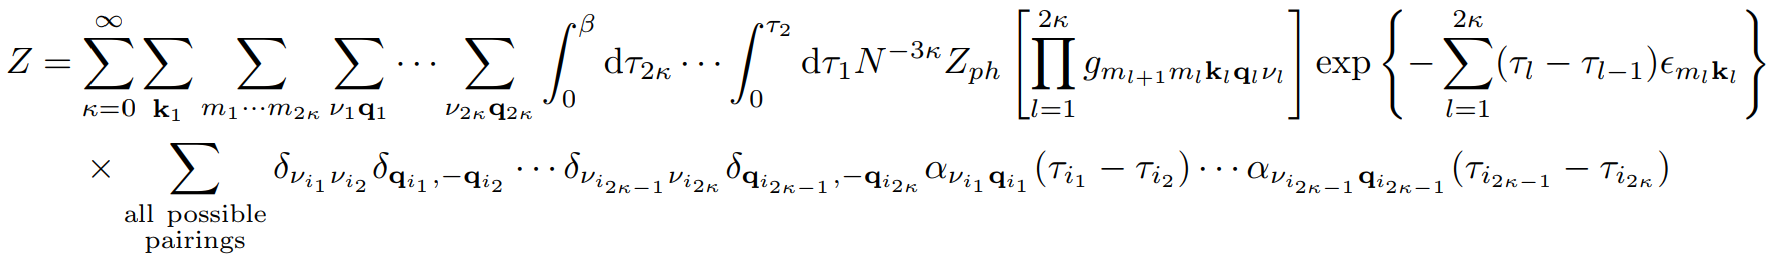 Z = \sum_{\kappa=0}^{\infty} \sum_{\mathbf{k}_1} \sum_{m_1 \cdots m_{2\kappa}} \sum_{\nu_1 \mathbf{q}_1} \cdots \sum_{\nu_{2\kappa} \mathbf{q}_{2\kappa}} \int_0^{\beta} \mathrm{d}\tau_{2\kappa} \cdots \int_0^{\tau_2} \mathrm{d}\tau_1 N^{-3\kappa} Z_{ph} \left[ \prod_{l=1}^{2\kappa} g_{m_{l+1} m_l \mathbf{k}_l \mathbf{q}_l \nu_l} \right] \exp \left\{ - \sum_{l=1}^{2\kappa} (\tau_l - \tau_{l-1}) \epsilon_{m_l \mathbf{k}_l} \right\}
\times \sum_{\substack{\text{all possible} \\ \text{pairings}}} \delta_{\nu_{i_1} \nu_{i_2}} \delta_{\mathbf{q}_{i_1}, -\mathbf{q}_{i_2}} \cdots \delta_{\nu_{i_{2\kappa-1}} \nu_{i_{2\kappa}}} \delta_{\mathbf{q}_{i_{2\kappa-1}}, -\mathbf{q}_{i_{2\kappa}}} \alpha_{\nu_{i_1} \mathbf{q}_{i_1}} (\tau_{i_1} - \tau_{i_2}) \cdots \alpha_{\nu_{i_{2\kappa-1}} \mathbf{q}_{i_{2\kappa-1}}} (\tau_{i_{2\kappa-1}} - \tau_{i_{2\kappa}})